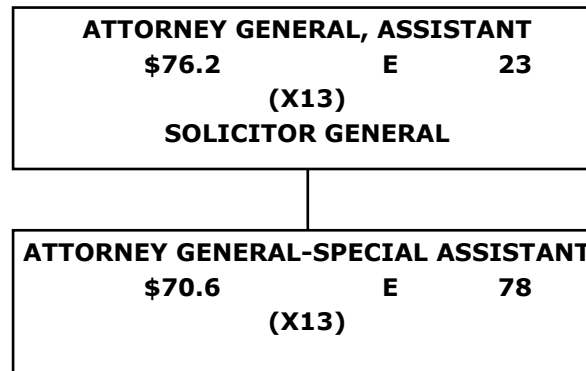 ATTORNEY GENERAL, ASSISTANT
$76.2 E 23
(X13)
SOLICITOR GENERAL
ATTORNEY GENERAL-SPECIAL ASSISTANT
$70.6 E 78
(X13)